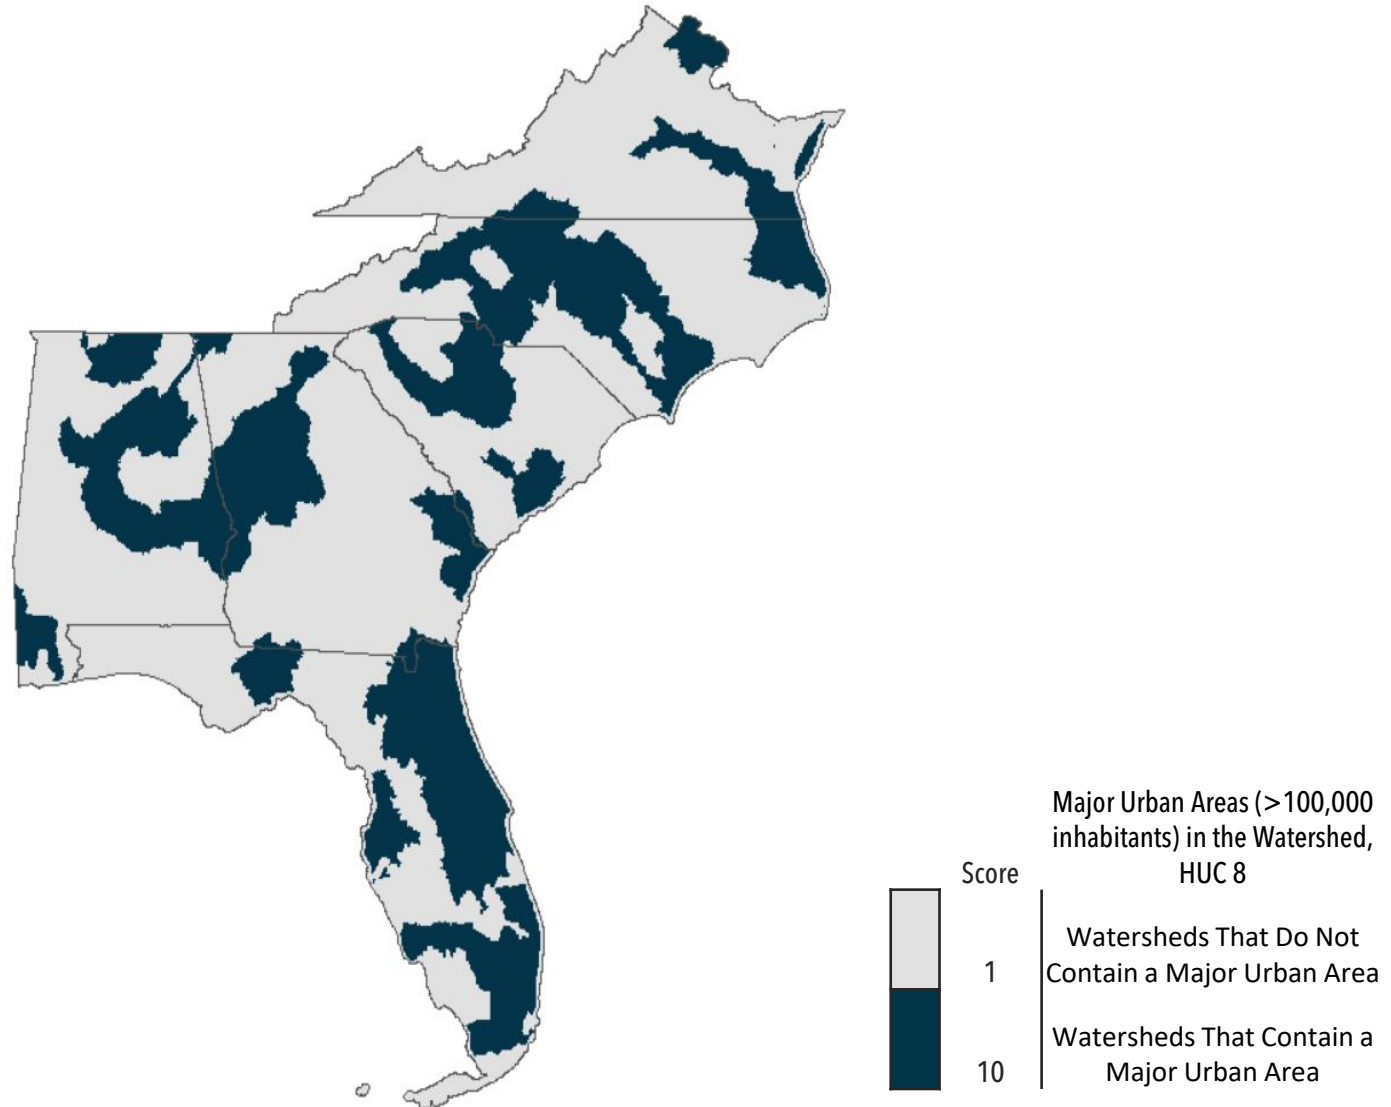 Major Urban Areas (>100,000
inhabitants) in the Watershed,
HUC 8
Score
1
Watersheds That Do Not
Contain a Major Urban Area
10
Watersheds That Contain a
Major Urban Area